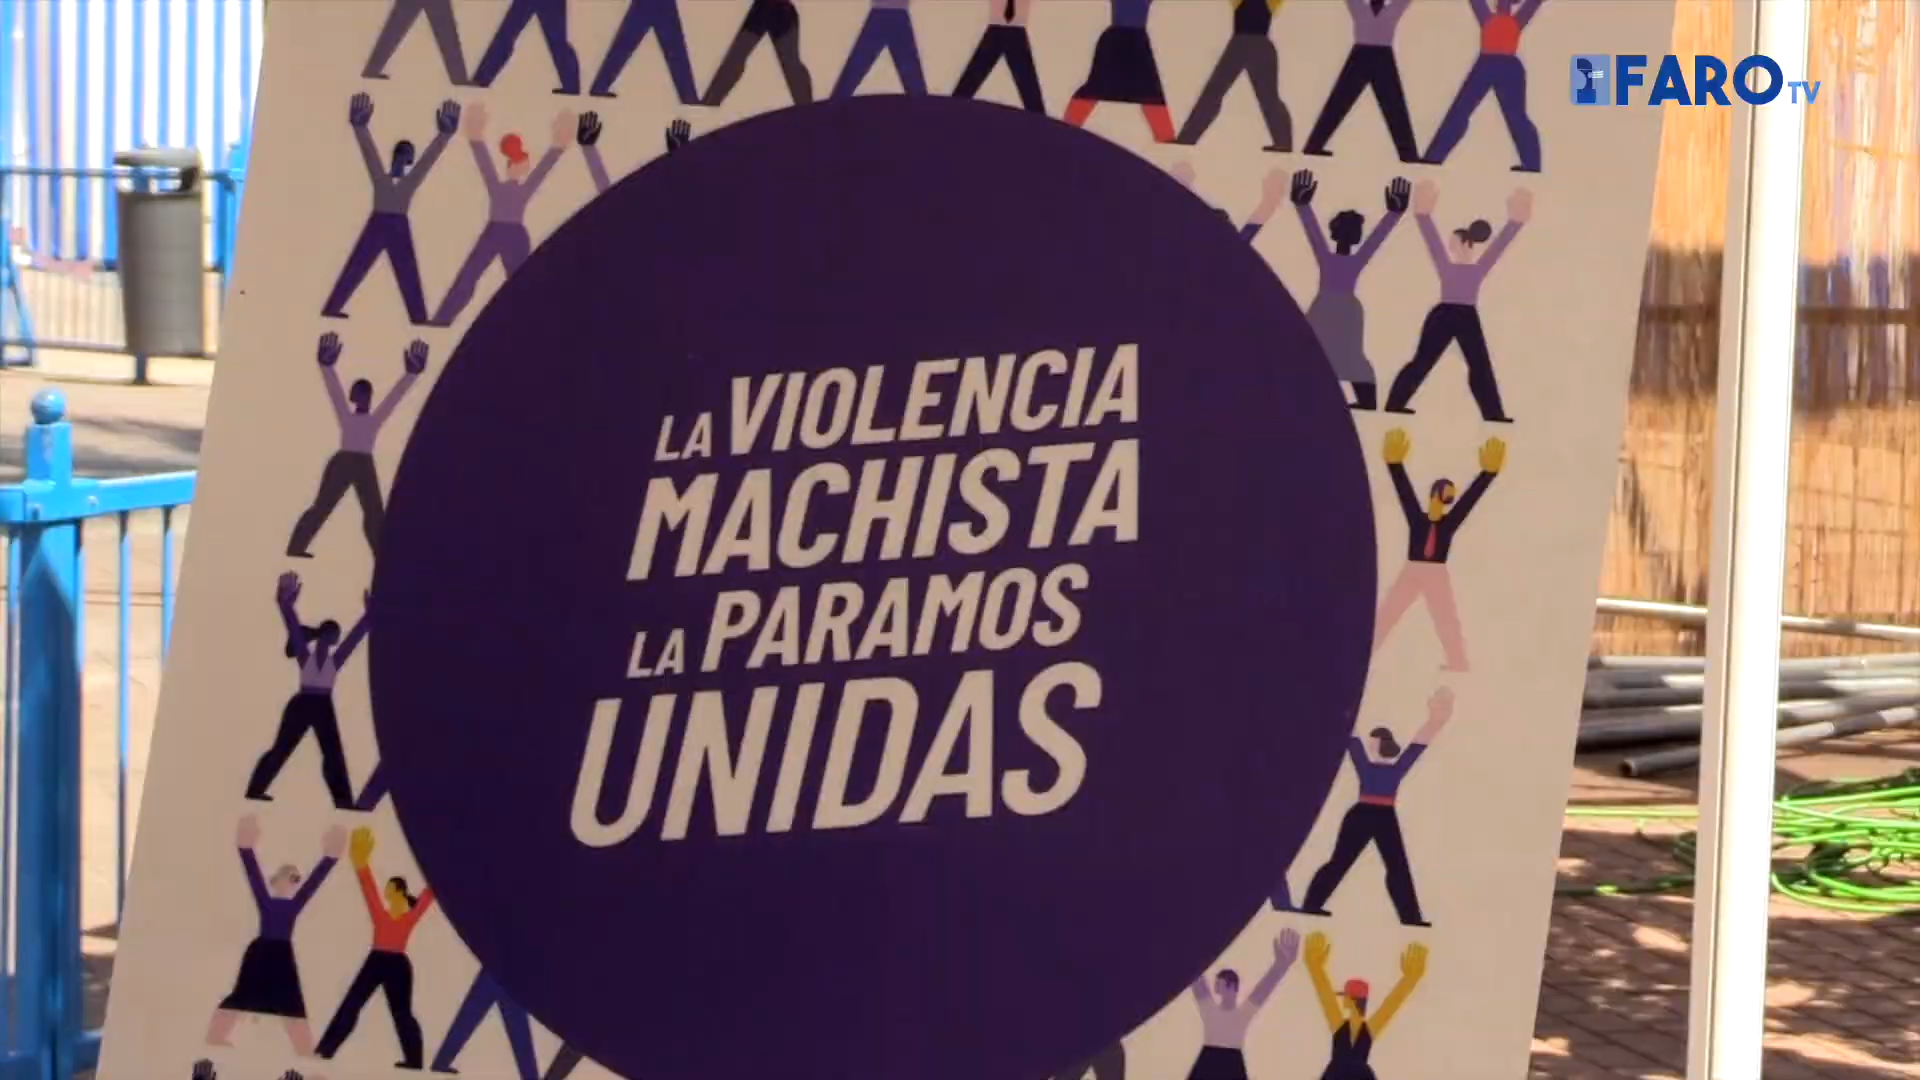 FARO TV
LA VIOLENCIA
MACHISTA
LA PARAMOS
UNIDAS